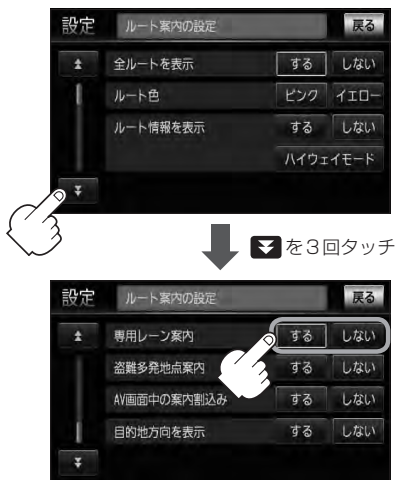 設定 ルート案内の設定 戻る
全ルートを表示 する しない
ルート色 ピンク イエロー
ルート情報を表示 する しない
ハイウェイモード
を3回タッチ
設定 ルート案内の設定 戻る
専用レーン案内 する しない
盗難多発地点案内 する しない
AV画面中の案内割込み する しない
目的地方向を表示 する しない